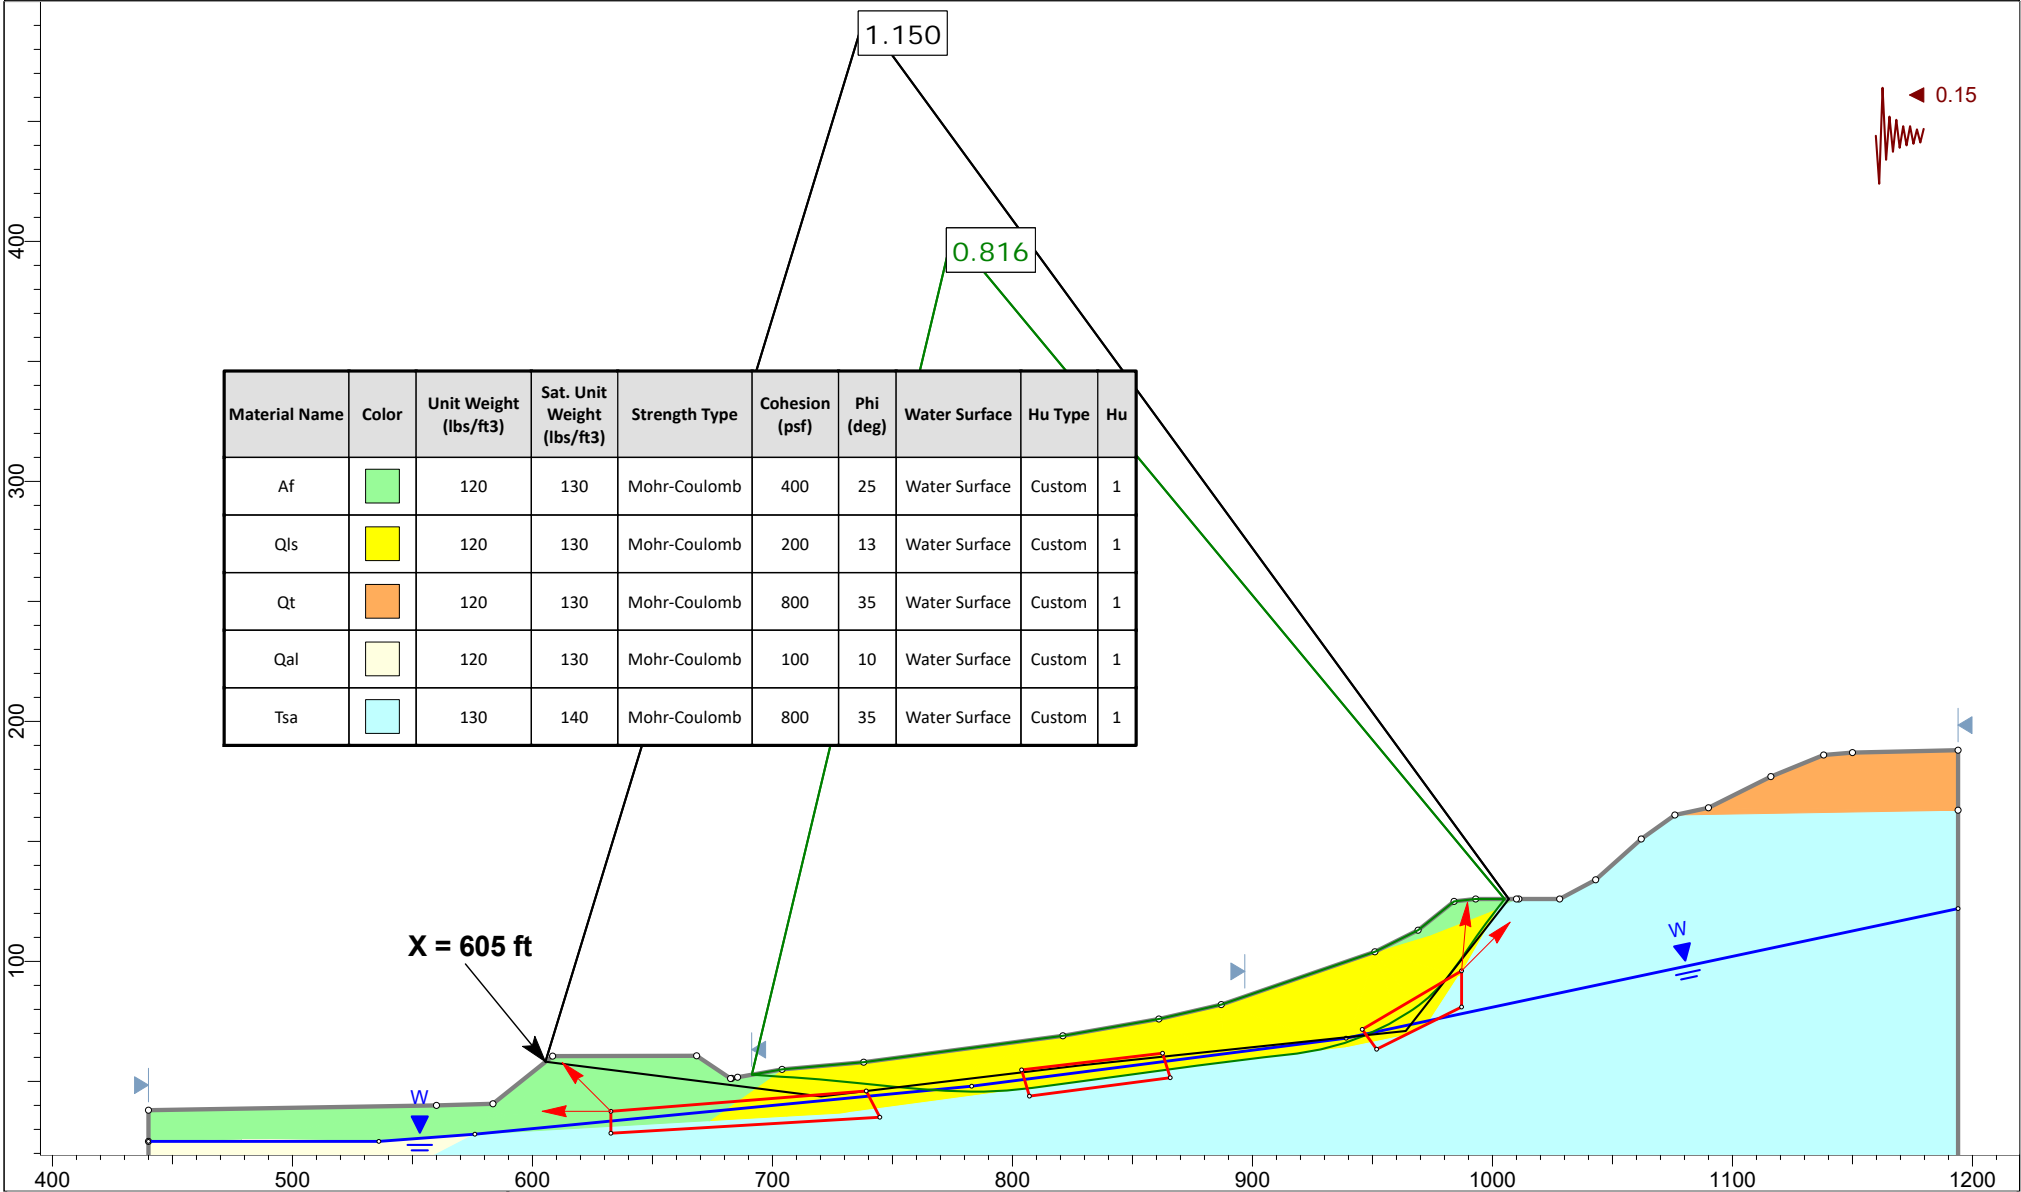 1.150
0.15
0.816
Material Name Color Unit Weight (lbs/ft3) Sat. Unit Weight (lbs/ft3) Strength Type Cohesion (psf) Phi (deg) Water Surface Hu Type Hu
Af 120 130 Mohr-Coulomb 400 25 Water Surface Custom 1
Qls 120 130 Mohr-Coulomb 200 13 Water Surface Custom 1
Qt 120 130 Mohr-Coulomb 800 35 Water Surface Custom 1
Qal 120 130 Mohr-Coulomb 100 10 Water Surface Custom 1
Tsa 130 140 Mohr-Coulomb 800 35 Water Surface Custom 1
X = 605 ft
W
W
400
300
200
100
400 500 600 700 800 900 1000 1100 1200